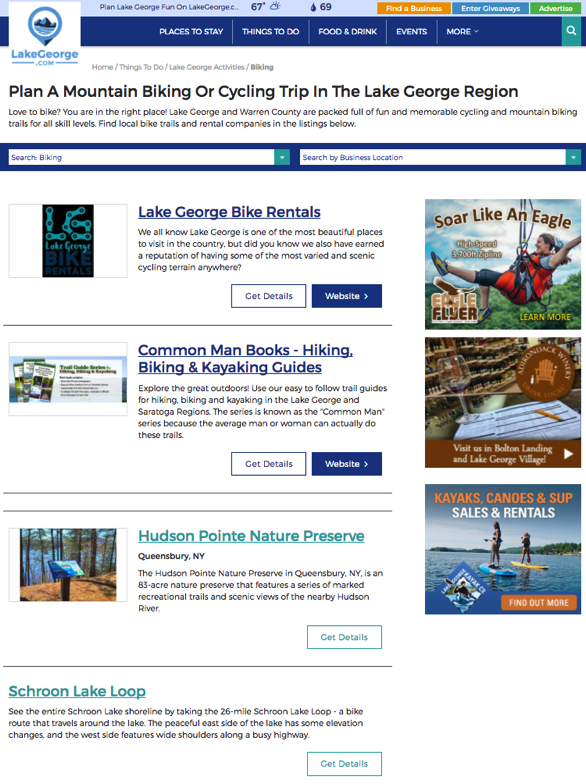 Plan Lake George Fun On LakeGeorge.c... 67° 69 Find a Business Enter Giveaways Advertise
LakeGeorge
.COM
PLACES TO STAY THINGS TO DO FOOD & DRINK EVENTS MORE
Home / Things To Do / Lake George Activities / Biking
Plan A Mountain Biking Or Cycling Trip In The Lake George Region
Love to bike? You are in the right place! Lake George and Warren County are packed full of fun and memorable cycling and mountain biking
trails for all skill levels. Find local bike trails and rental companies in the listings below.
Search: Biking Search by Business Location
Lake George
BIKE
RENTALS
Lake George Bike Rentals
We all know Lake George is one of the most beautiful places
to visit in the country, but did you know we also have earned
a reputation of having some of the most varied and scenic
cycling terrain anywhere?
Get Details Website >
Soar Like An Eagle
High-Speed
3,700ft Zipline
EAGLE
FLYER
LEARN MORE
Trail Guide Series for
Hiking, Biking & Kayaking
Common Man Books - Hiking,
Biking & Kayaking Guides
Explore the great outdoors! Use our easy to follow trail guides
for hiking, biking and kayaking in the Lake George and
Saratoga Regions. The series is known as the "Common Man"
series because the average man or woman can actually do
these trails.
Get Details Website >
ADIRONDACK WINERY
Visit us in Bolton Landing
and Lake George Village!
Hudson Pointe Nature Preserve
Queensbury, NY
The Hudson Pointe Nature Preserve in Queensbury, NY, is an
83-acre nature preserve that features a series of marked
recreational trails and scenic views of the nearby Hudson
River.
Get Details
KAYAKS, CANOES & SUP
SALES & RENTALS
LAKE GEORGE
KAYAK CO
FIND OUT MORE
Schroon Lake Loop
See the entire Schroon Lake shoreline by taking the 26-mile Schroon Lake Loop - a bike
route that travels around the lake. The peaceful east side of the lake has some elevation
changes, and the west side features wide shoulders along a busy highway.
Get Details